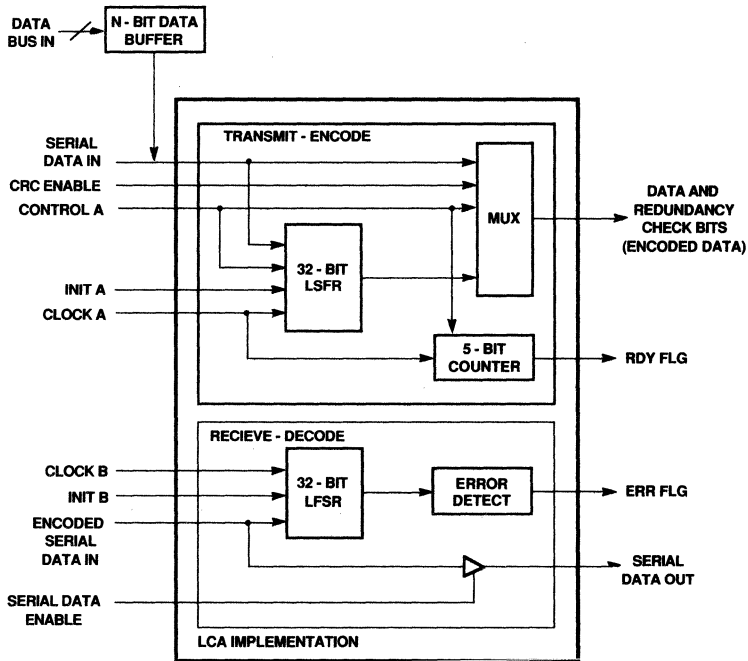 DATA
BUS IN
N - BIT DATA
BUFFER
TRANSMIT - ENCODE
SERIAL
DATA IN
CRC ENABLE
CONTROL A
INIT A
CLOCK A
32 - BIT
LSFR
MUX
5 - BIT
COUNTER
DATA AND
REDUNDANCY
CHECK BITS
(ENCODED DATA)
RDY FLG
RECIEVE - DECODE
CLOCK B
INIT B
ENCODED
SERIAL
DATA IN
SERIAL DATA
ENABLE
32 - BIT
LFSR
ERROR
DETECT
ERR FLG
SERIAL
DATA OUT
LCA IMPLEMENTATION